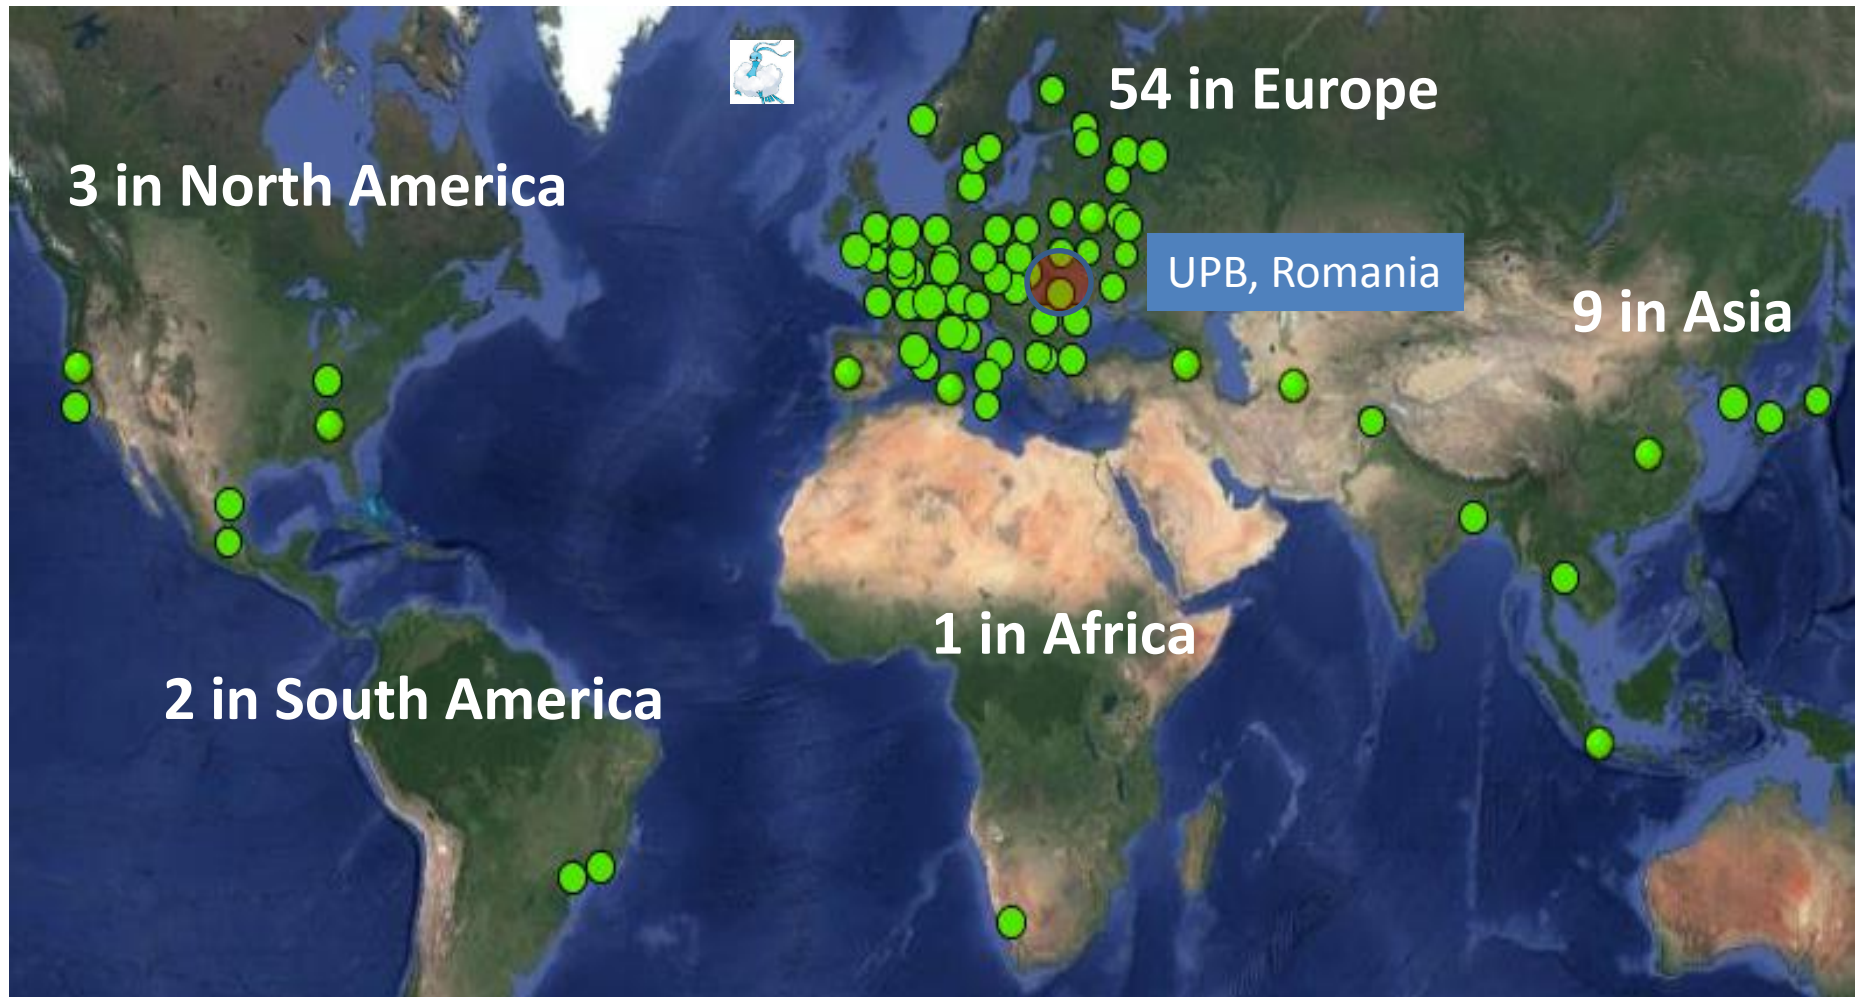 54 in Europe
3 in North America
UPB, Romania
9 in Asia
1 in Africa
2 in South America